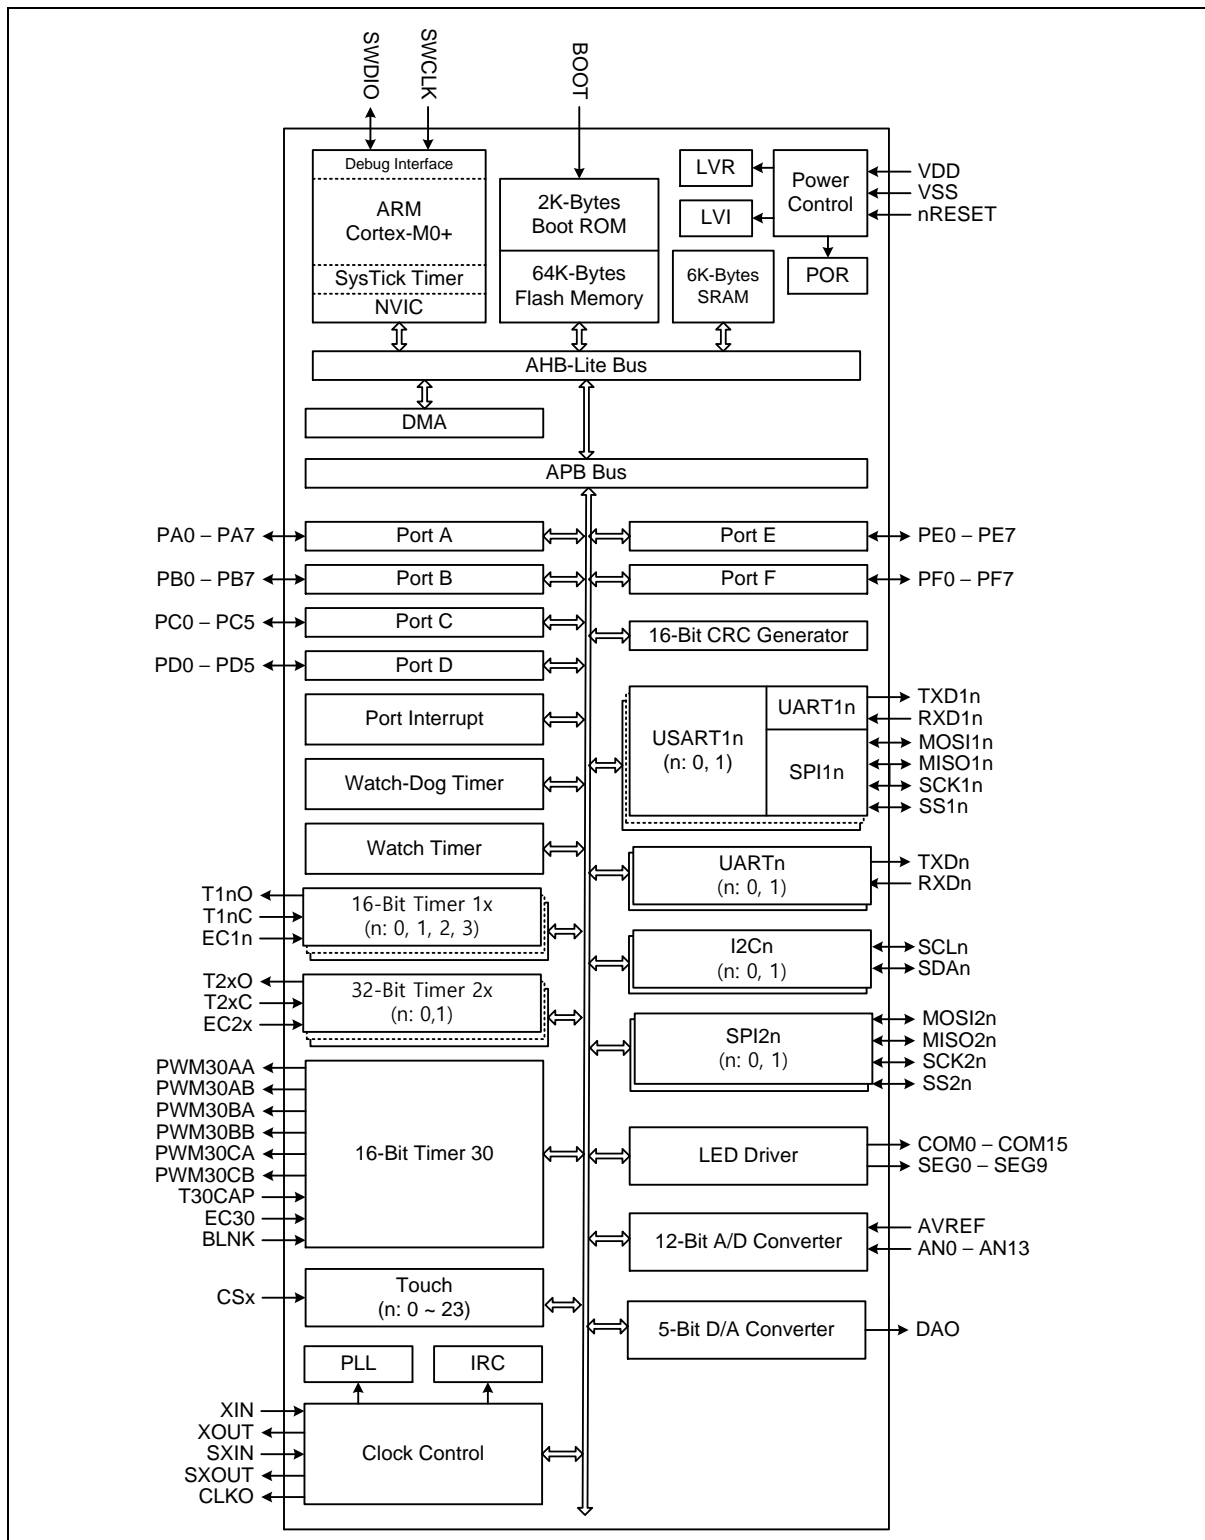 SWDIO
SWCLK
BOOT
Debug Interface
ARM
Cortex-M0+
SysTick Timer
NVIC
2K-Bytes
Boot ROM
64K-Bytes
Flash Memory
LVR
LVI
Power
Control
VDD
VSS
nRESET
POR
6K-Bytes
SRAM
AHB-Lite Bus
DMA
APB Bus
PA0 – PA7
Port A
PB0 – PB7
Port B
PC0 – PC5
Port C
PD0 – PD5
Port D
Port Interrupt
Watch-Dog Timer
Watch Timer
T1nO
T1nC
EC1n
16-Bit Timer 1x
(n: 0, 1, 2, 3)
T2xO
T2xC
EC2x
32-Bit Timer 2x
(n: 0,1)
PWM30AA
PWM30AB
PWM30BA
PWM30BB
PWM30CA
PWM30CB
T30CAP
EC30
BLNK
16-Bit Timer 30
CSx
Touch
(n: 0 ~ 23)
PLL
IRC
XIN
XOUT
SXIN
SXOUT
CLKO
Clock Control
Port E
PE0 – PE7
Port F
PF0 – PF7
16-Bit CRC Generator
USART1n
(n: 0, 1)
UART1n
SPI1n
TXD1n
RXD1n
MOSI1n
MISO1n
SCK1n
SS1n
UARTn
(n: 0, 1)
TXDn
RXDn
I2Cn
(n: 0, 1)
SCLn
SDAn
SPI2n
(n: 0, 1)
MOSI2n
MISO2n
SCK2n
SS2n
LED Driver
COM0 – COM15
SEG0 – SEG9
12-Bit A/D Converter
AVREF
AN0 – AN13
5-Bit D/A Converter
DAO